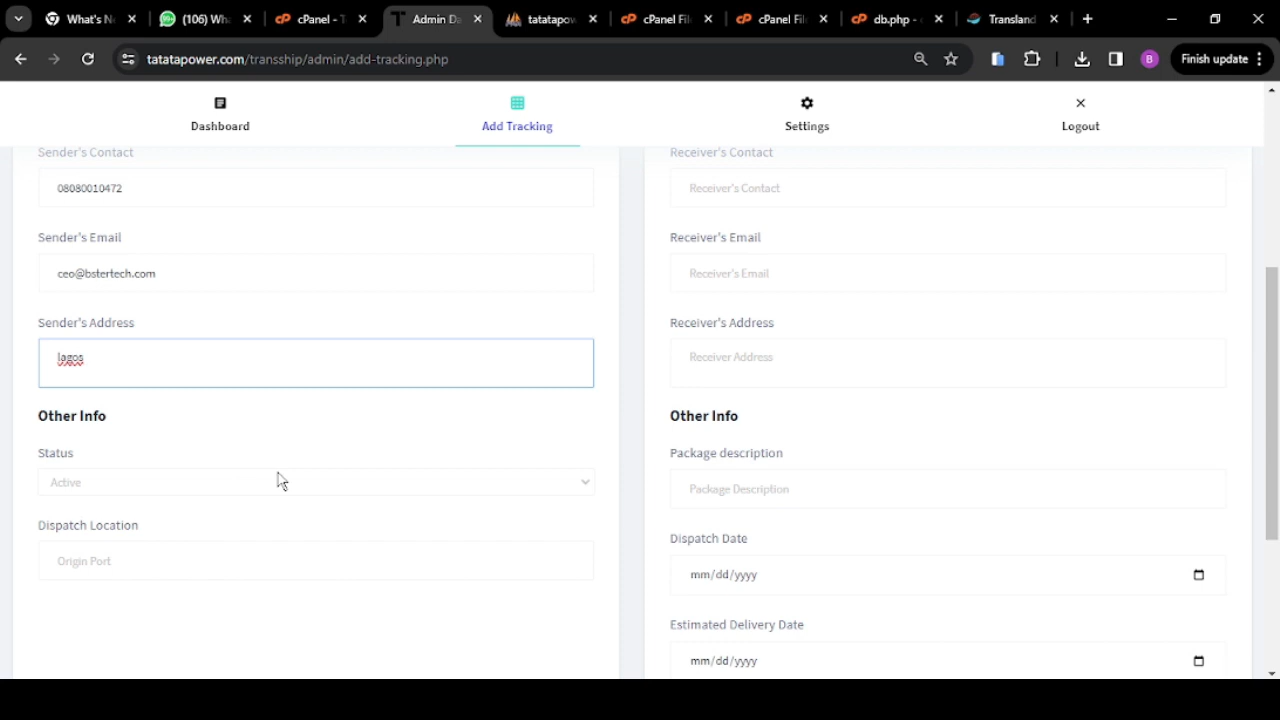 What's N
(106) Wh
cPanel - T
Admin Da
tatatapow
cPanel Fil
cPanel Fil
db.php - c
Transland
tatatapower.com/transship/admin/add-tracking.php
B
Finish update
Dashboard
Add Tracking
Settings
Logout
Sender's Contact
08080010472
Sender's Email
ceo@bstertech.com
Sender's Address
lagos
Other Info
Status
Active
Dispatch Location
Origin Port
Receiver's Contact
Receiver's Contact
Receiver's Email
Receiver's Email
Receiver's Address
Receiver Address
Other Info
Package description
Package Description
Dispatch Date
mm/dd/yyyy
Estimated Delivery Date
mm/dd/yyyy